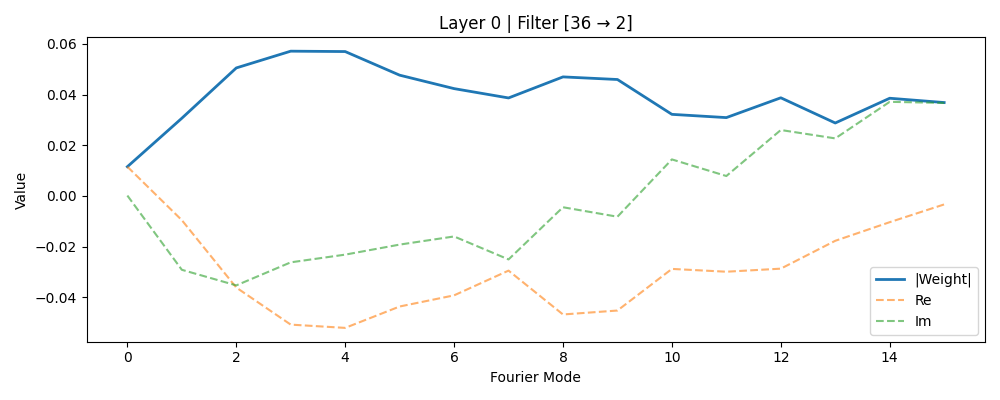 Layer 0 | Filter [36 → 2]
0.06
0.04
0.02
0.00
−0.02
−0.04
Value
0 2 4 6 8 10 12 14
Fourier Mode
|Weight|
Re
Im